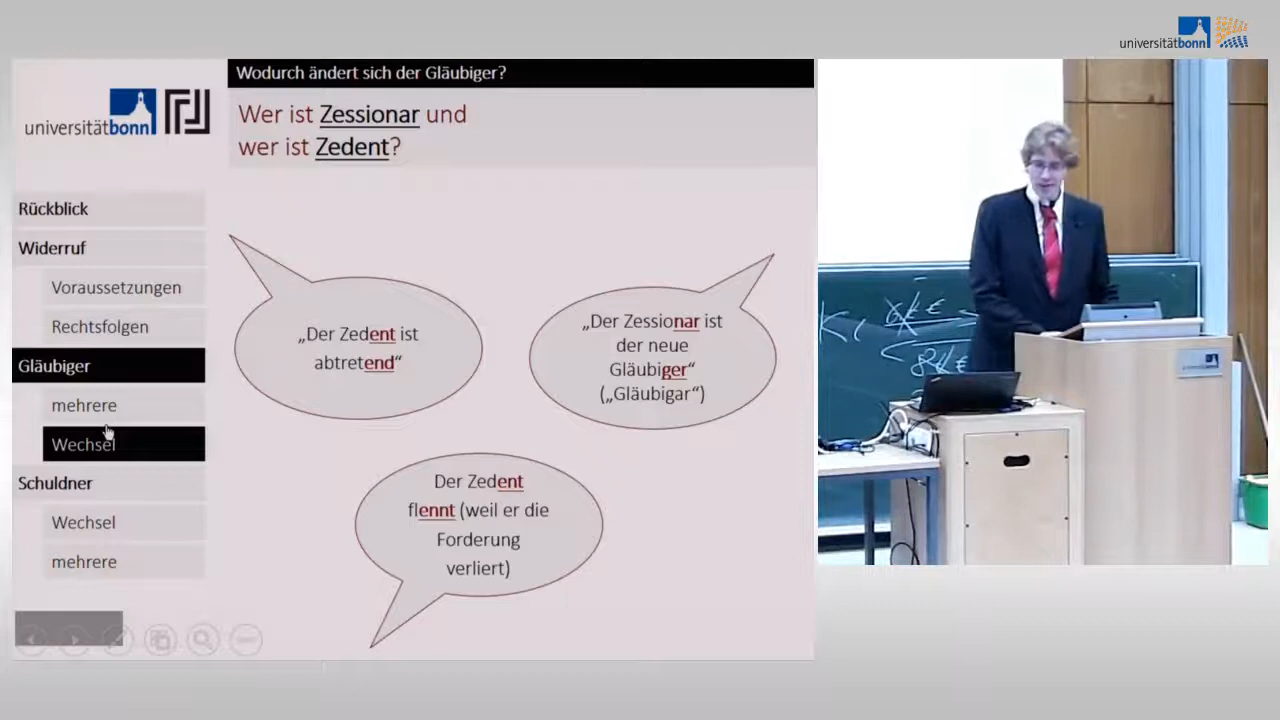 universitätbonn
universitätbonn
Wodurch ändert sich der Gläubiger?
Wer ist Zessionar und
wer ist Zedent?
Rückblick
Widerruf
Voraussetzungen
Rechtsfolgen
Gläubiger
mehrere
Wechsel
Schuldner
Wechsel
mehrere
„Der Zedent ist
abtretend“
„Der Zessionar ist
der neue
Gläubiger“
(„Gläubigar“)
Der Zedent
flennt (weil er die
Forderung
verliert)